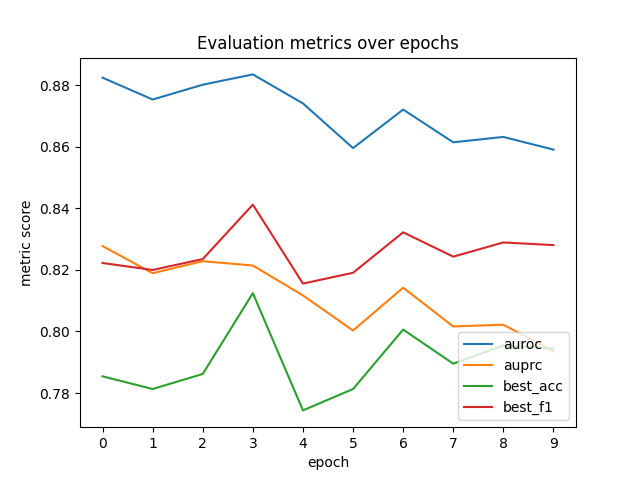 Evaluation metrics over epochs
metric score
0.88
0.86
0.84
0.82
0.80
0.78
auroc
auprc
best_acc
best_f1
0 1 2 3 4 5 6 7 8 9
epoch